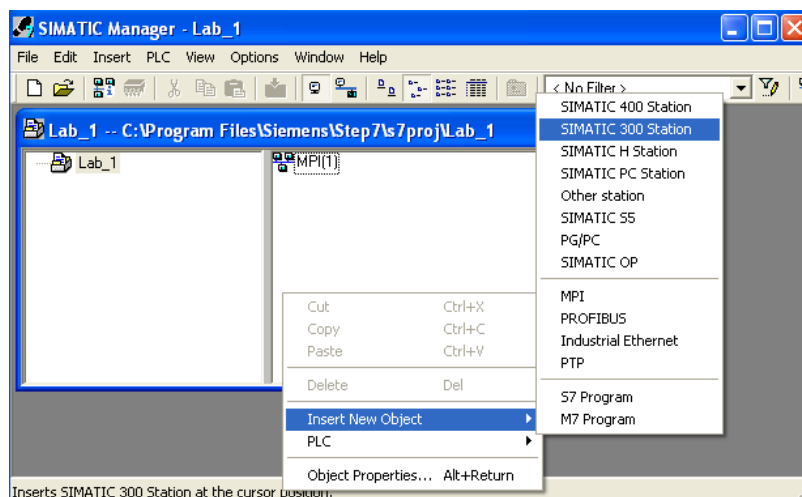 SIMATIC Manager - Lab_1
File Edit Insert PLC View Options Window Help
< No Filter >
Lab_1 -- C:\Program Files\Siemens\Step7\s7proj\Lab_1
Lab_1
MPI(1)
Cut Ctrl+X
Copy Ctrl+C
Paste Ctrl+V
Delete Del
Insert New Object
PLC
Object Properties... Alt+Return
SIMATIC 400 Station
SIMATIC 300 Station
SIMATIC H Station
SIMATIC PC Station
Other station
SIMATIC S5
PG/PC
SIMATIC OP
MPI
PROFIBUS
Industrial Ethernet
PTP
S7 Program
M7 Program
Inserts SIMATIC 300 Station at the cursor position.